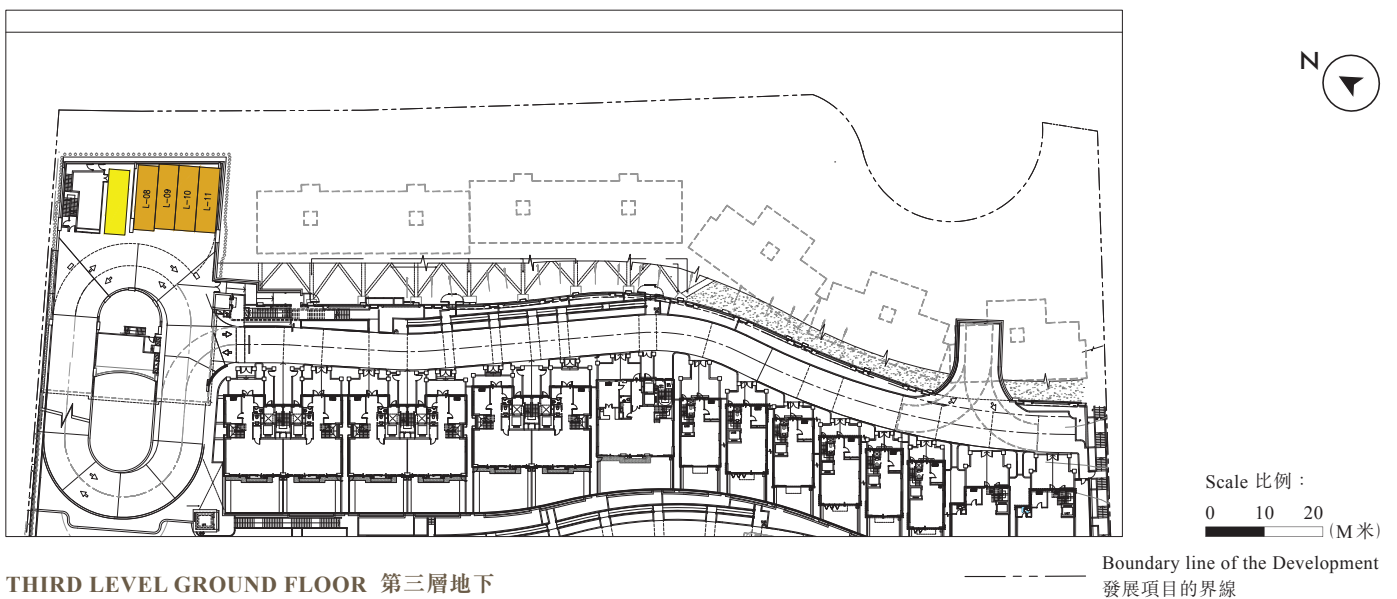 N
L-08
L-09
L-10
L-11
Scale 比例：
0 10 20
(M 米)
THIRD LEVEL GROUND FLOOR 第三層地下
Boundary line of the Development
發展項目的界線